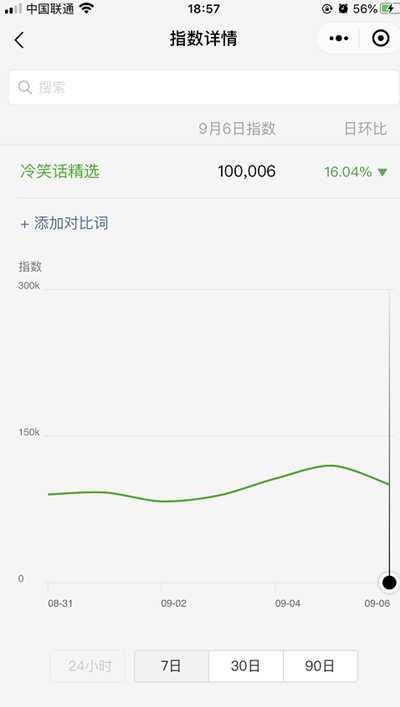 中国联通 18:57 56%
指数详情
搜索
9月6日指数 日环比
冷笑话精选 100,006 16.04% ▼
+ 添加对比词
指数
300k
150k
0
08-31 09-02 09-04 09-06
24小时 7日 30日 90日